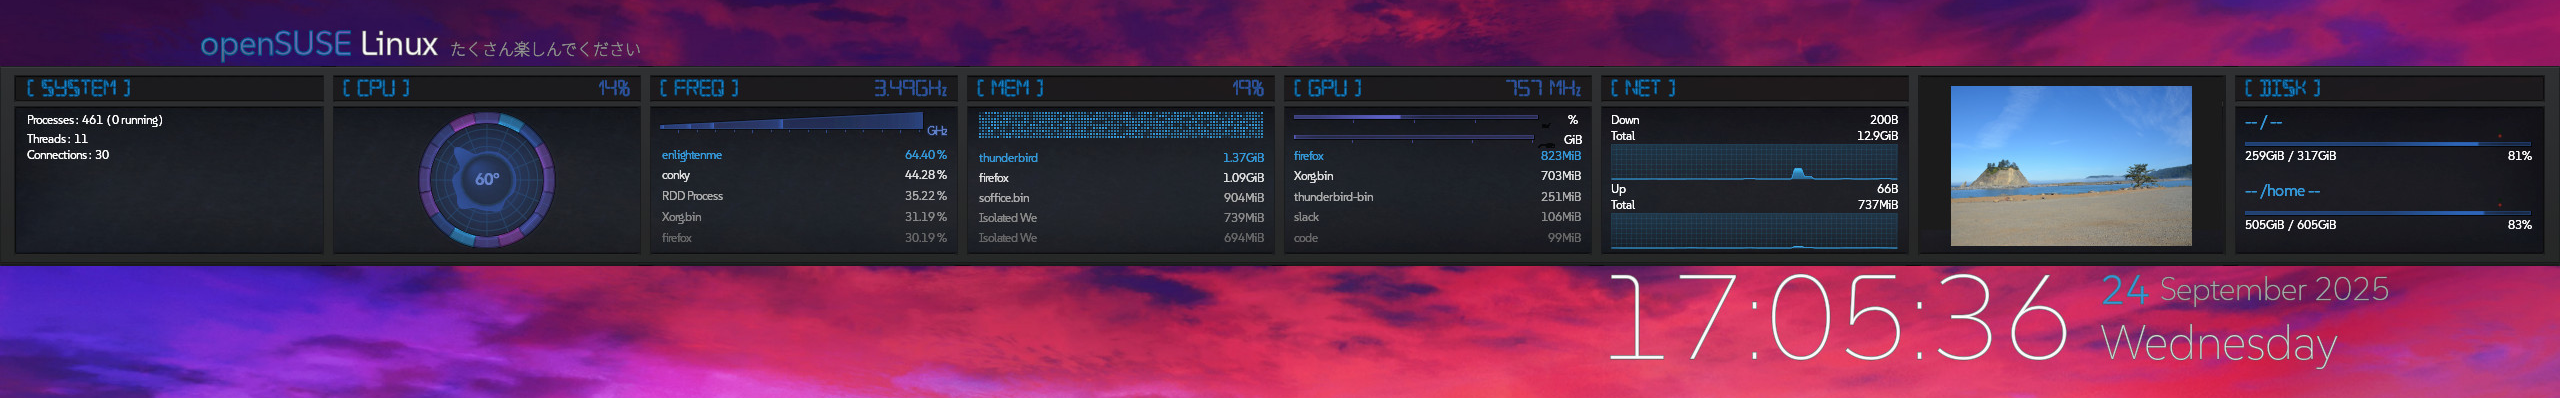 openSUSE Linux たくさん楽しんでください
[ SYSTEM ]
Processes: 461 (0 running)
Threads: 11
Connections: 30
[ CPU ] 14%
60°
[ FREQ ] 3.49GHz
GHz
enlightenme 64.40%
conky 44.28%
RDD Process 35.22%
Xorg.bin 31.19%
firefox 30.19%
[ MEM ] 19%
thunderbird 1.37GiB
firefox 1.09GiB
soffice.bin 904MiB
Isolated We 739MiB
Isolated We 694MiB
[ GPU ] 757 MHz
%
GiB
firefox 823MiB
Xorg.bin 703MiB
thunderbird-bin 251MiB
slack 106MiB
code 99MiB
[ NET ]
Down 200B
Total 12.9GiB
Up 66B
Total 737MiB
[ DISK ]
-- / --
259GiB / 317GiB 81%
-- /home --
505GiB / 605GiB 83%
17:05:36
24 September 2025
Wednesday